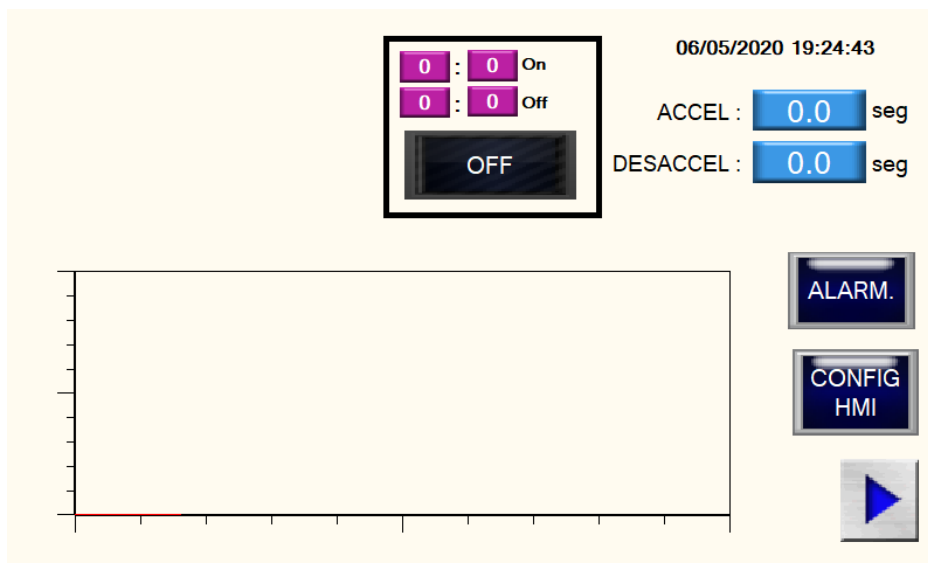 06/05/2020 19:24:43
0 : 0 On
0 : 0 Off
OFF
ACCEL : 0.0 seg
DESACCEL : 0.0 seg
ALARM.
CONFIG
HMI